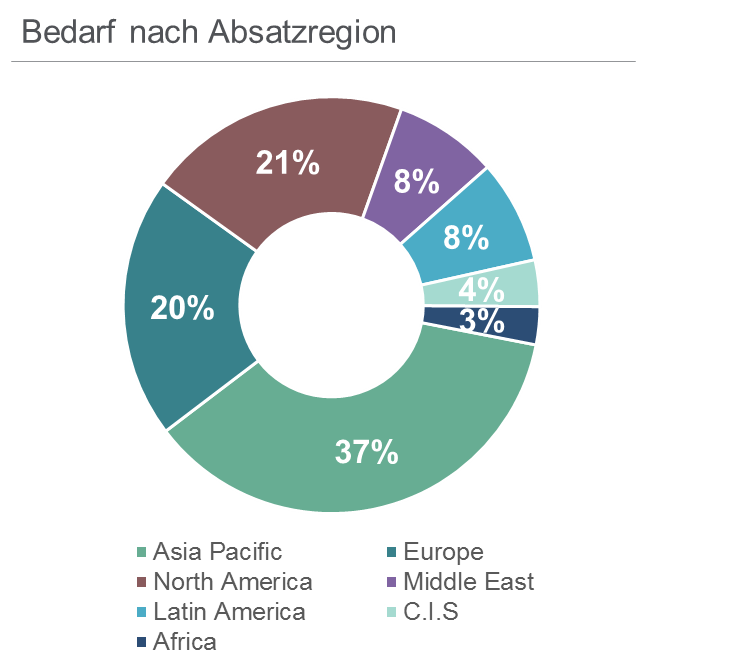 Bedarf nach Absatzregion
21%
8%
8%
4%
3%
20%
37%
Asia Pacific
Europe
North America
Middle East
Latin America
C.I.S
Africa